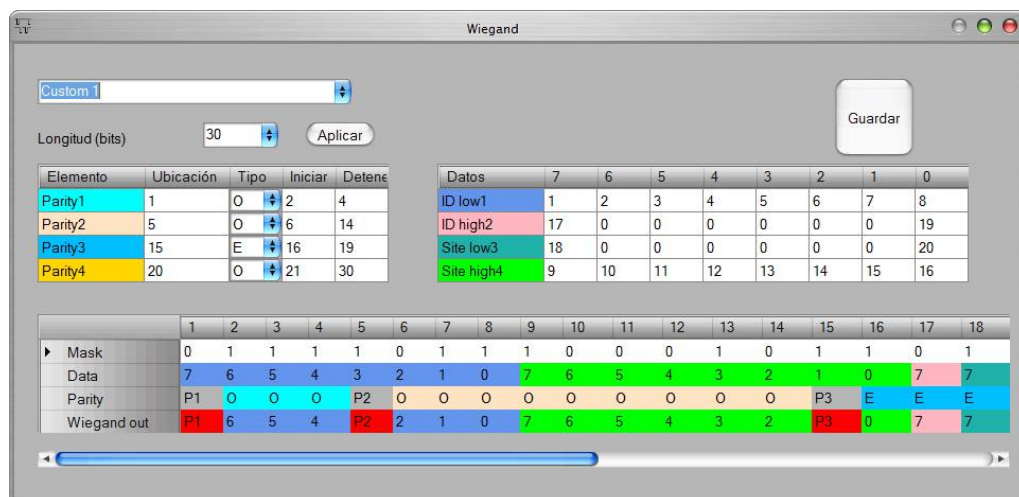 Wiegand
Custom 1
Guardar
Longitud (bits) 30 Aplicar
Elemento Ubicación Tipo Iniciar Detene
Parity1 1 O 2 4
Parity2 5 O 6 14
Parity3 15 E 16 19
Parity4 20 O 21 30
Datos 7 6 5 4 3 2 1 0
ID low1 1 2 3 4 5 6 7 8
ID high2 17 0 0 0 0 0 0 19
Site low3 18 0 0 0 0 0 0 20
Site high4 9 10 11 12 13 14 15 16
1 2 3 4 5 6 7 8 9 10 11 12 13 14 15 16 17 18
Mask 0 1 1 1 1 0 1 1 1 0 0 0 1 0 1 1 0 1
Data 7 6 5 4 3 2 1 0 7 6 5 4 3 2 1 0 7 7
Parity P1 O O O P2 O O O O O O O O O P3 E E E
Wiegand out P1 6 5 4 P2 2 1 0 7 6 5 4 3 2 P3 0 7 7